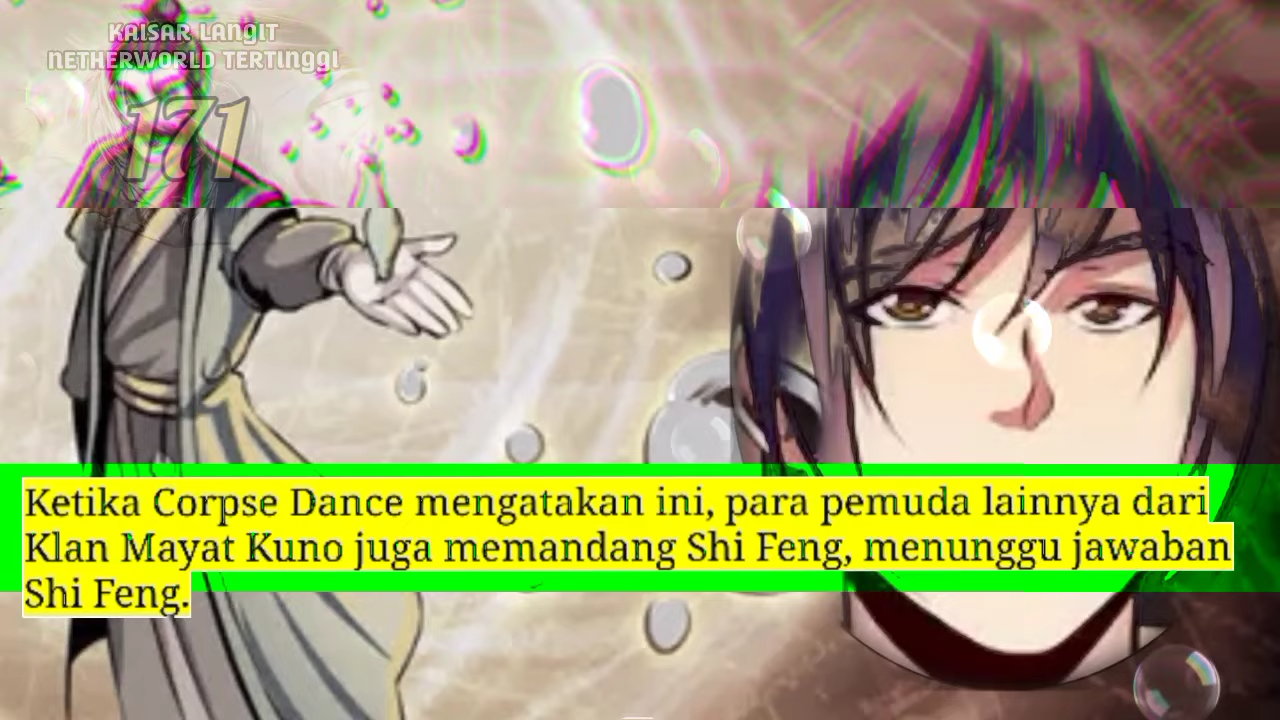 KAISAR LANGIT
NETHERWORLD TERTINGGI
171
Ketika Corpse Dance mengatakan ini, para pemuda lainnya dari
Klan Mayat Kuno juga memandang Shi Feng, menunggu jawaban
Shi Feng.